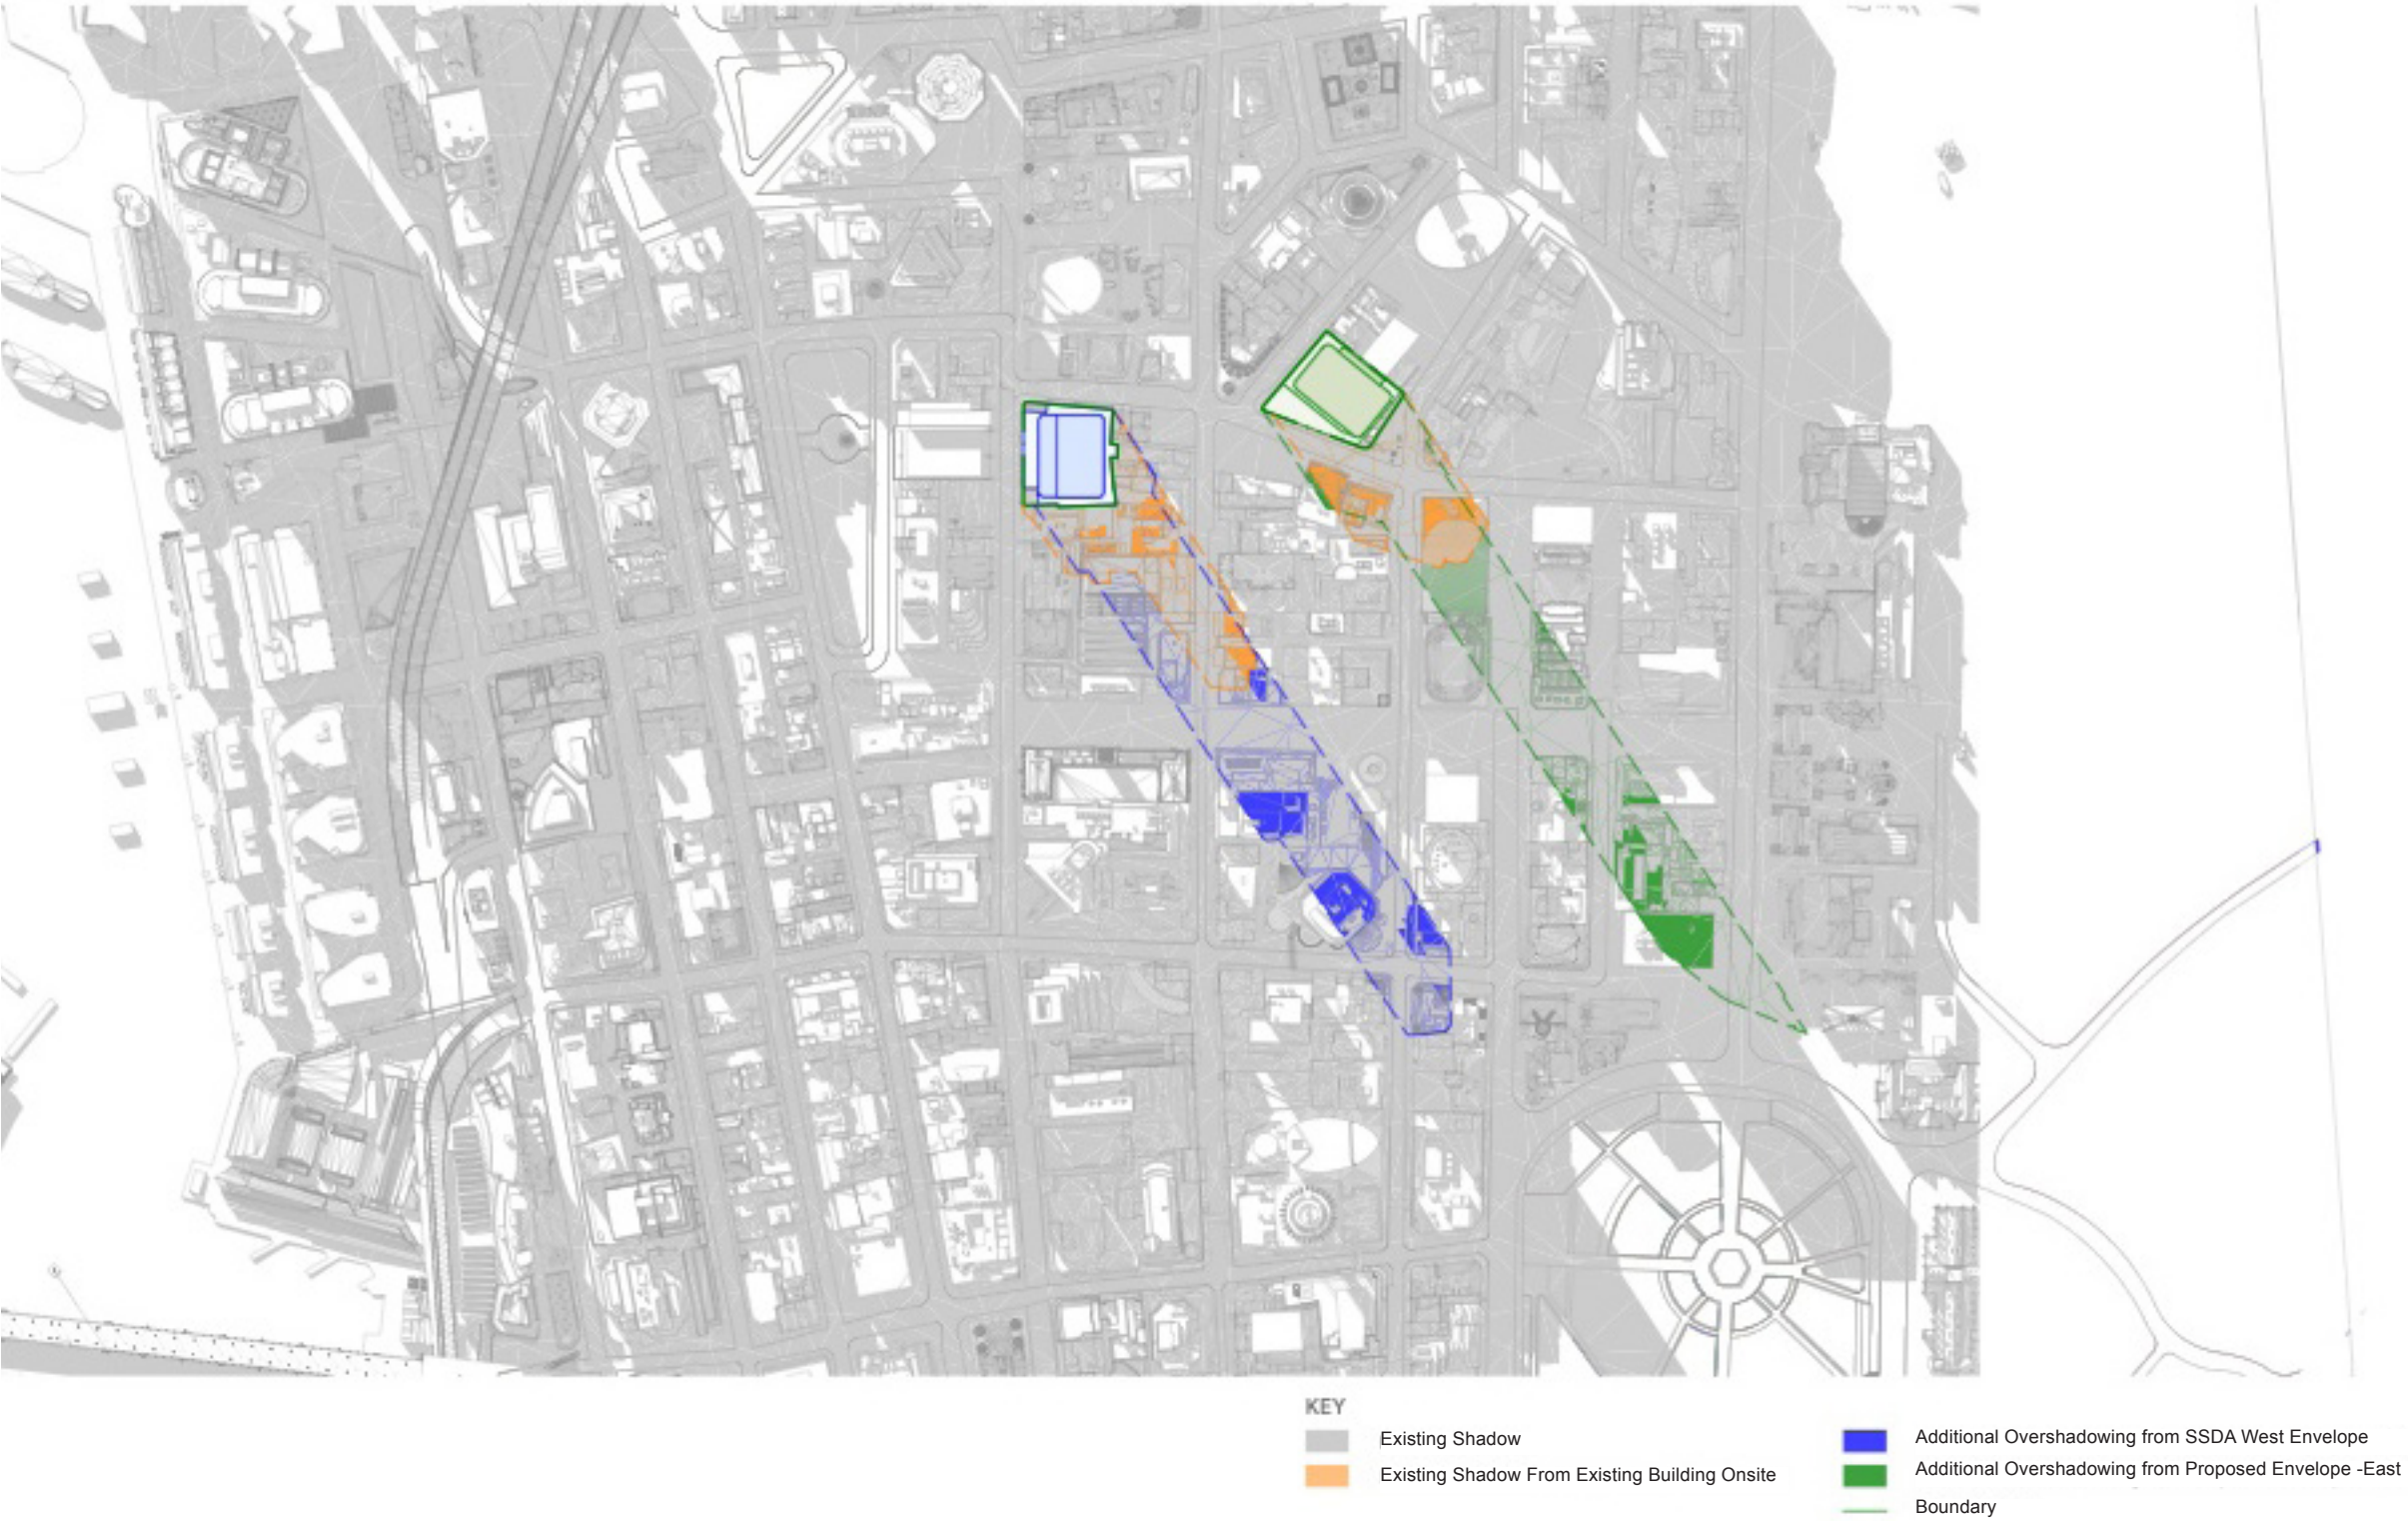 KEY
Existing Shadow
Existing Shadow From Existing Building Onsite
Additional Overshadowing from SSDA West Envelope
Additional Overshadowing from Proposed Envelope -East
Boundary